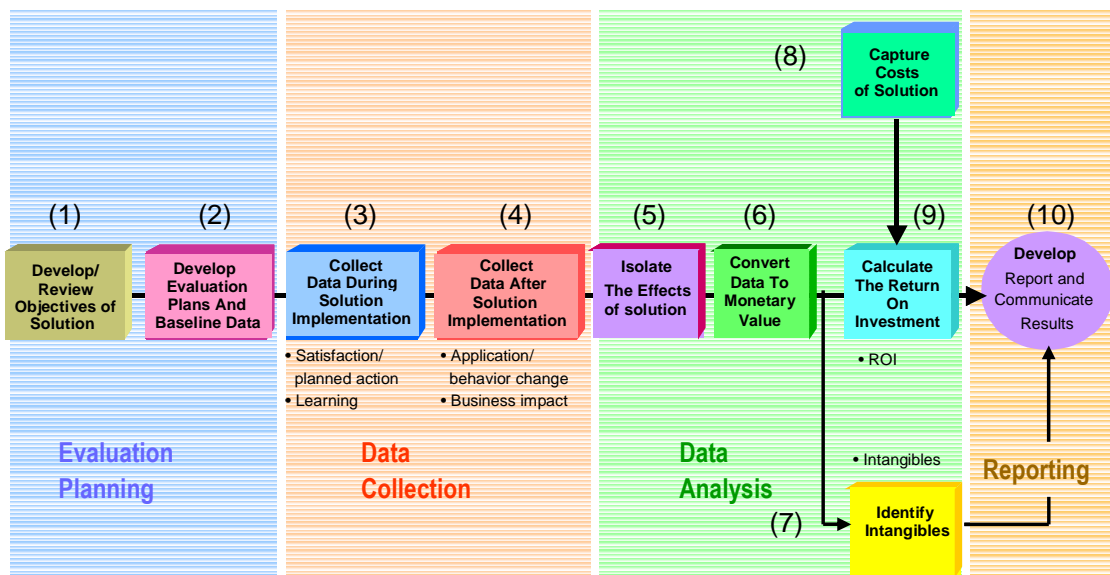 (8)
Capture
Costs
of Solution
(1)
(2)
(3)
(4)
(5)
(6)
(9)
(10)
Develop/
Review
Objectives of
Solution
Develop
Evaluation
Plans And
Baseline Data
Collect
Data During
Solution
Implementation
Collect
Data After
Solution
Implementation
Isolate
The Effects
of solution
Convert
Data To
Monetary
Value
Calculate
The Return
On
Investment
Develop
Report and
Communicate
Results
• Satisfaction/
planned action
• Learning
• Application/
behavior change
• Business impact
• ROI
Evaluation
Planning
Data
Collection
Data
Analysis
• Intangibles
Reporting
(7)
Identify
Intangibles